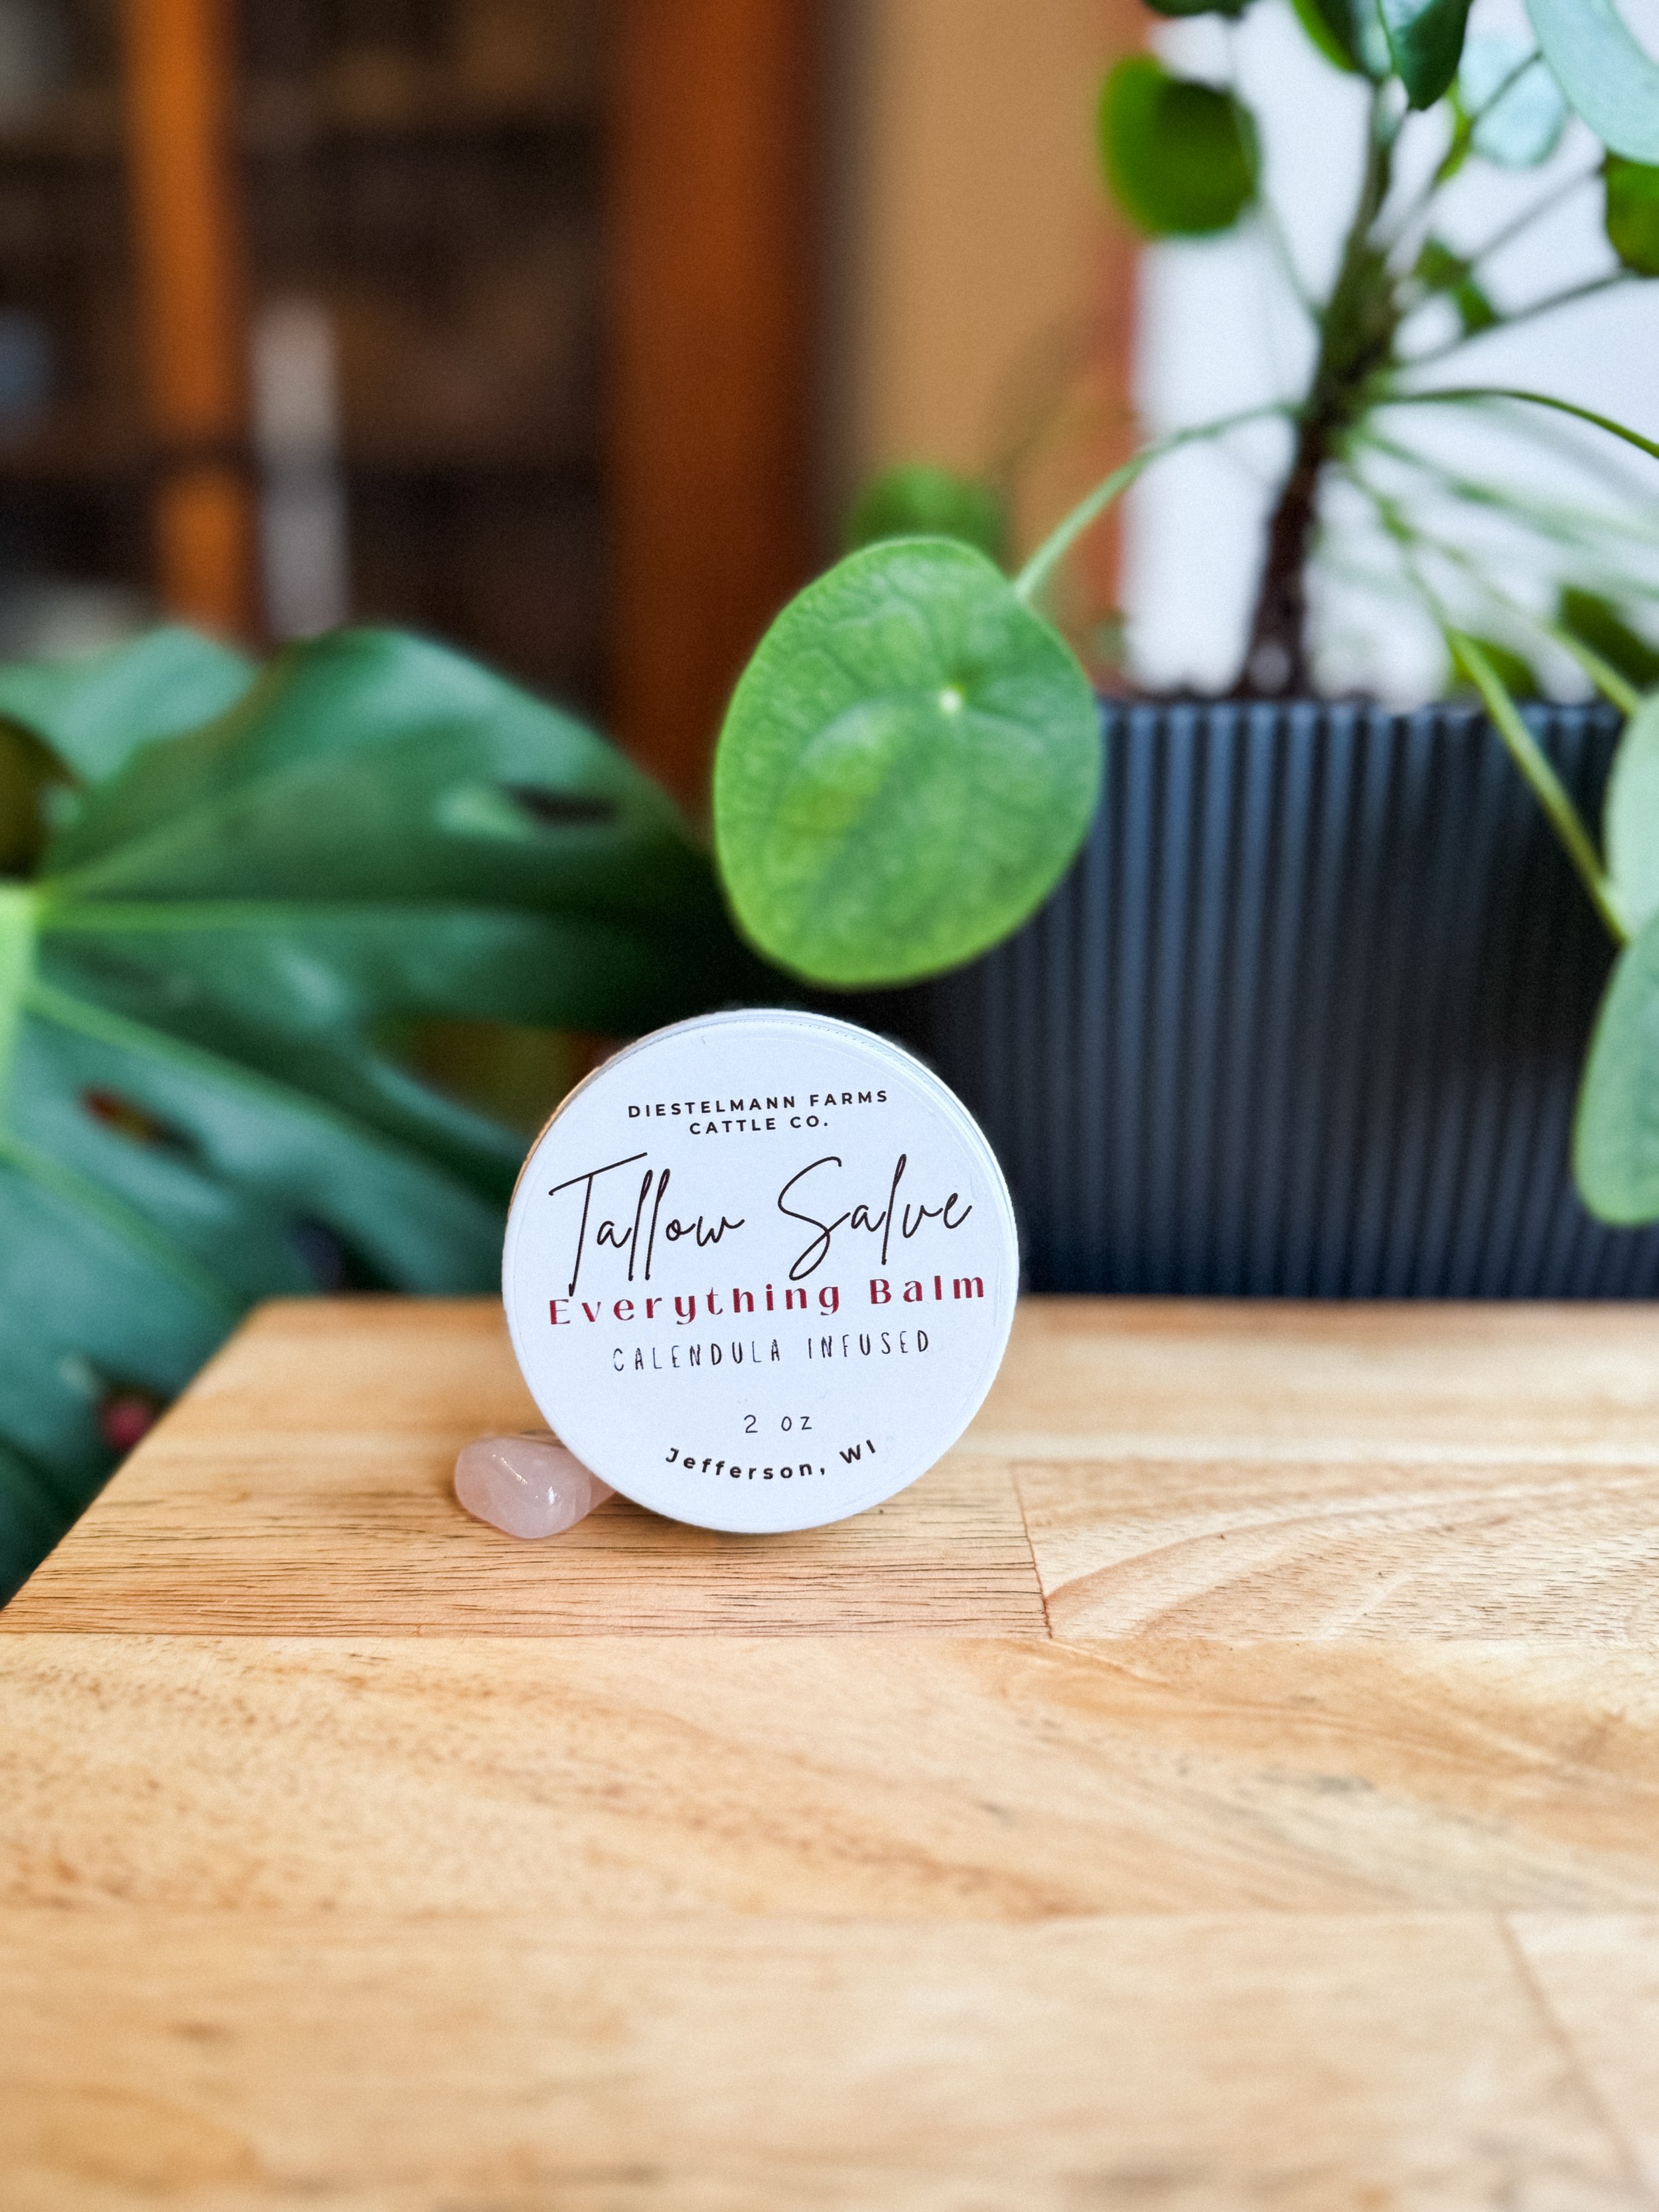 DIESTELMANN FARMS
CATTLE CO.
Tallow Salve
Everything Balm
CALENDULA INFUSED
2 oz
Jefferson, WI